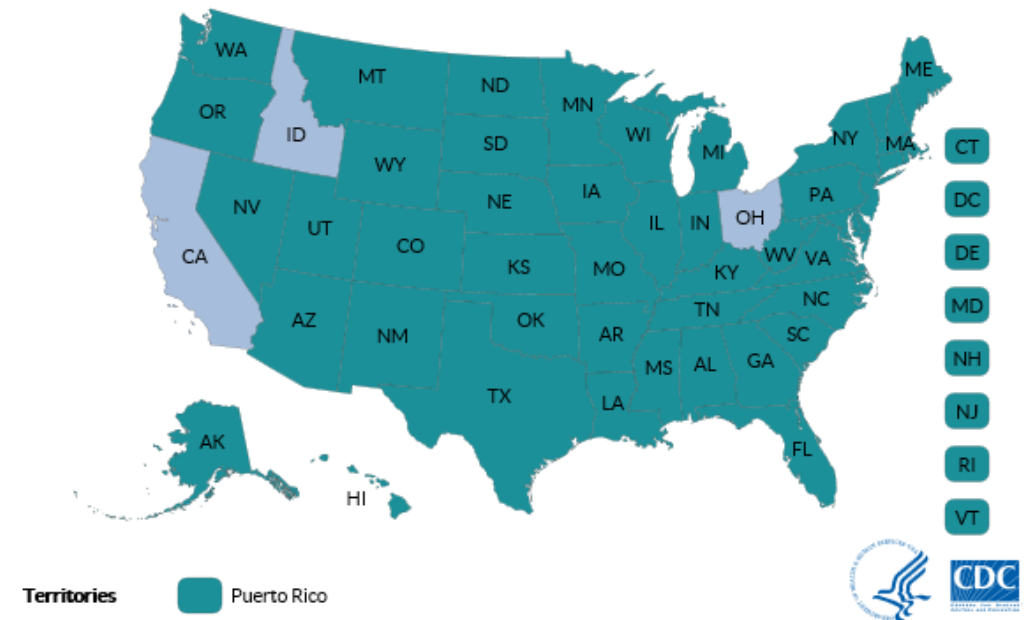 WA
MT
ND
MN
ME
OR
ID
SD
WI
MI
NY
MA
CT
WY
NE
IA
PA
DC
NV
UT
CO
IL
IN
OH
WV
VA
DE
CA
KS
MO
KY
MD
AZ
NM
OK
AR
TN
NC
SC
NH
TX
MS
AL
GA
LA
NJ
AK
HI
FL
RI
VT
Territories
Puerto Rico
CDC